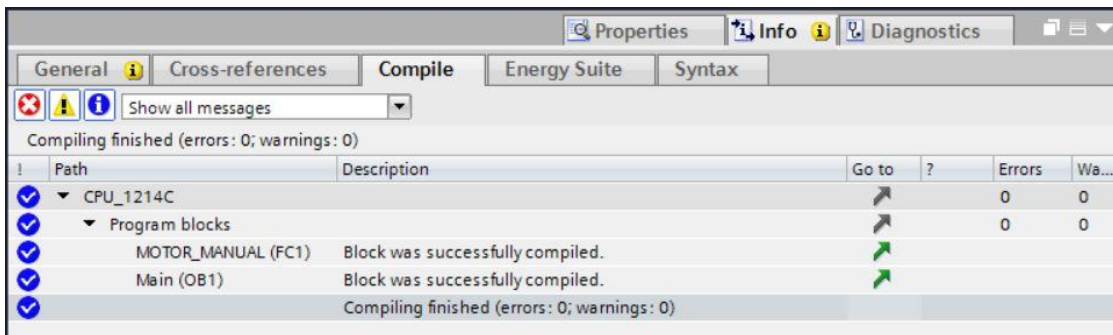 Properties Info Diagnostics
General Cross-references Compile Energy Suite Syntax
Show all messages
Compiling finished (errors: 0; warnings: 0)
! Path Description Go to ? Errors Wa...
CPU_1214C 0 0
Program blocks 0 0
MOTOR_MANUAL (FC1) Block was successfully compiled.
Main (OB1) Block was successfully compiled.
Compiling finished (errors: 0; warnings: 0)